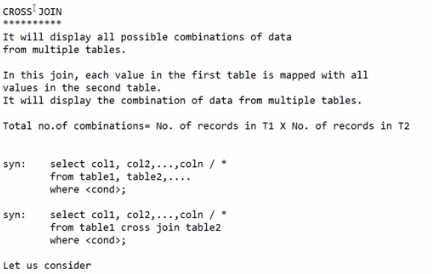 CROSS JOIN
**********
It will display all possible combinations of data
from multiple tables.
In this join, each value in the first table is mapped with all
values in the second table.
It will display the combination of data from multiple tables.
Total no.of combinations= No. of records in T1 X No. of records in T2
syn: select col1, col2,...,coln / *
from table1, table2,....
where <cond>;
syn: select col1, col2,...,coln / *
from table1 cross join table2
where <cond>;
Let us consider